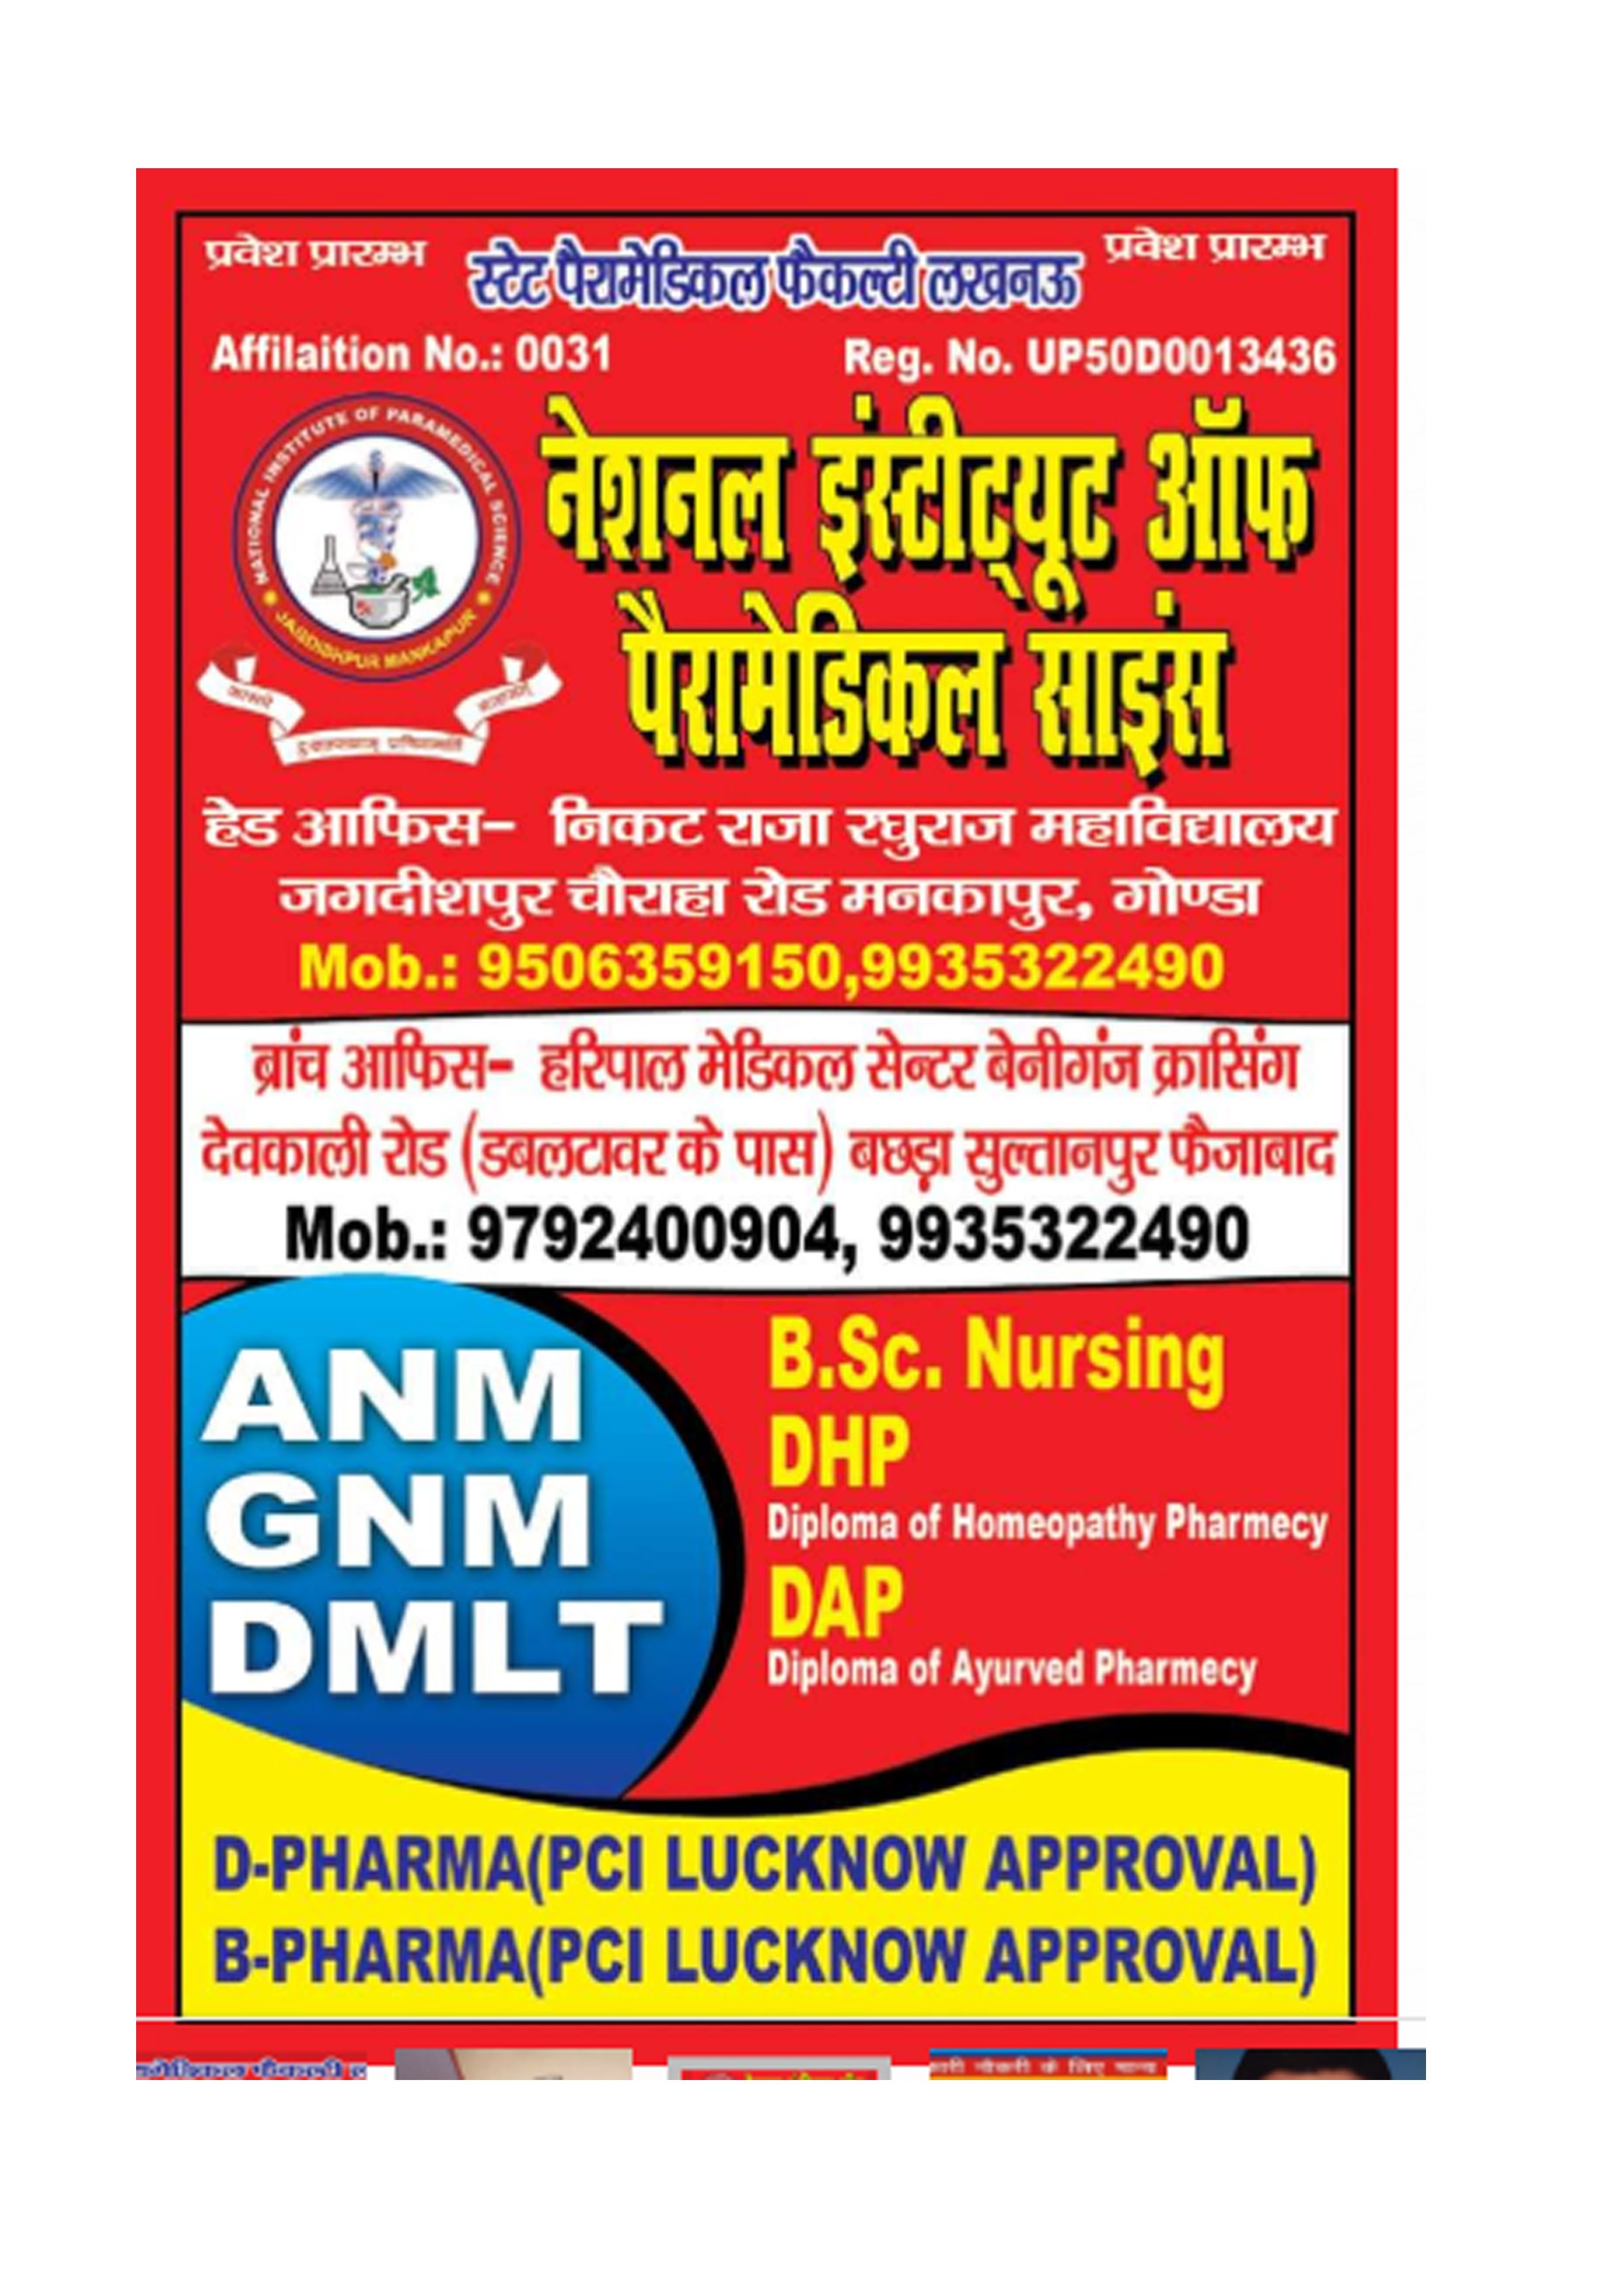 प्रवेश प्रारम्भ
स्टेट पैरामेडिकल फैकल्टी लखनऊ
प्रवेश प्रारम्भ
Affilaition No.: 0031
Reg. No. UP50D0013436
NATIONAL INSTITUTE OF PARAMEDICAL SCIENCE
JAGDISHPUR MANKAPUR
नेशनल इंस्टीट्यूट ऑफ
पैरामेडिकल साइंस
हेड आफिस- निकट राजा रघुराज महाविद्यालय
जगदीशपुर चौराहा रोड मनकापुर, गोण्डा
Mob.: 9506359150,9935322490
ब्रांच आफिस- हरिपाल मेडिकल सेन्टर बेनीगंज क्रासिंग
देवकाली रोड (डबलटावर के पास) बछड़ा सुल्तानपुर फैजाबाद
Mob.: 9792400904, 9935322490
ANM
GNM
DMLT
B.Sc. Nursing
DHP
Diploma of Homeopathy Pharmecy
DAP
Diploma of Ayurved Pharmecy
D-PHARMA(PCI LUCKNOW APPROVAL)
B-PHARMA(PCI LUCKNOW APPROVAL)
नौकरी के लिए मान्य